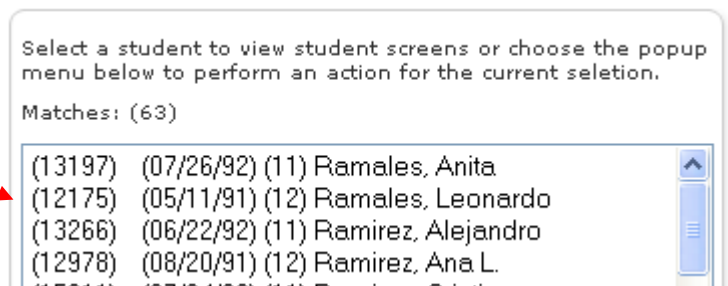 Select a student to view student screens or choose the popup
menu below to perform an action for the current seletion.
Matches: (63)
(13197) (07/26/92) (11) Ramales, Anita
(12175) (05/11/91) (12) Ramales, Leonardo
(13266) (06/22/92) (11) Ramirez, Alejandro
(12978) (08/20/91) (12) Ramirez, Ana L.